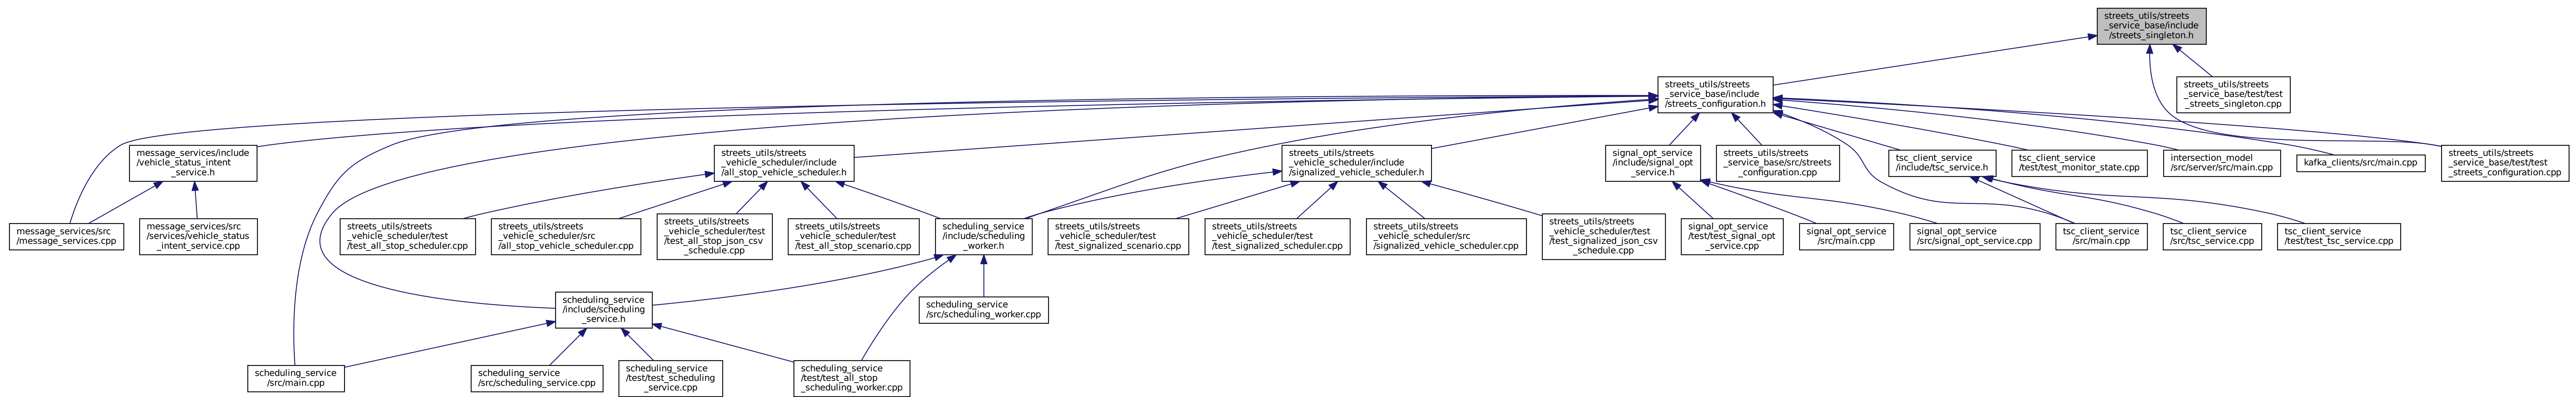 streets_utils/streets
_service_base/include
/streets_singleton.h
streets_utils/streets
_service_base/include
/streets_configuration.h
streets_utils/streets
_service_base/test/test
_streets_singleton.cpp
message_services/include
/vehicle_status_intent
_service.h
streets_utils/streets
_vehicle_scheduler/include
/all_stop_vehicle_scheduler.h
streets_utils/streets
_vehicle_scheduler/include
/signalized_vehicle_scheduler.h
signal_opt_service
/include/signal_opt
_service.h
streets_utils/streets
_service_base/src/streets
_configuration.cpp
tsc_client_service
/include/tsc_service.h
tsc_client_service
/test/test_monitor_state.cpp
intersection_model
/src/server/src/main.cpp
kafka_clients/src/main.cpp
streets_utils/streets
_service_base/test/test
_streets_configuration.cpp
message_services/src
/message_services.cpp
message_services/src
/services/vehicle_status
_intent_service.cpp
streets_utils/streets
_vehicle_scheduler/test
/test_all_stop_scheduler.cpp
streets_utils/streets
_vehicle_scheduler/src
/all_stop_vehicle_scheduler.cpp
streets_utils/streets
_vehicle_scheduler/test
/test_all_stop_json_csv
_schedule.cpp
streets_utils/streets
_vehicle_scheduler/test
/test_all_stop_scenario.cpp
scheduling_service
/include/scheduling
_worker.h
streets_utils/streets
_vehicle_scheduler/test
/test_signalized_scenario.cpp
streets_utils/streets
_vehicle_scheduler/test
/test_signalized_scheduler.cpp
streets_utils/streets
_vehicle_scheduler/src
/signalized_vehicle_scheduler.cpp
streets_utils/streets
_vehicle_scheduler/test
/test_signalized_json_csv
_schedule.cpp
signal_opt_service
/test/test_signal_opt
_service.cpp
signal_opt_service
/src/main.cpp
signal_opt_service
/src/signal_opt_service.cpp
tsc_client_service
/src/main.cpp
tsc_client_service
/src/tsc_service.cpp
tsc_client_service
/test/test_tsc_service.cpp
scheduling_service
/include/scheduling
_service.h
scheduling_service
/src/scheduling_worker.cpp
scheduling_service
/src/main.cpp
scheduling_service
/src/scheduling_service.cpp
scheduling_service
/test/test_scheduling
_service.cpp
scheduling_service
/test/test_all_stop
_scheduling_worker.cpp